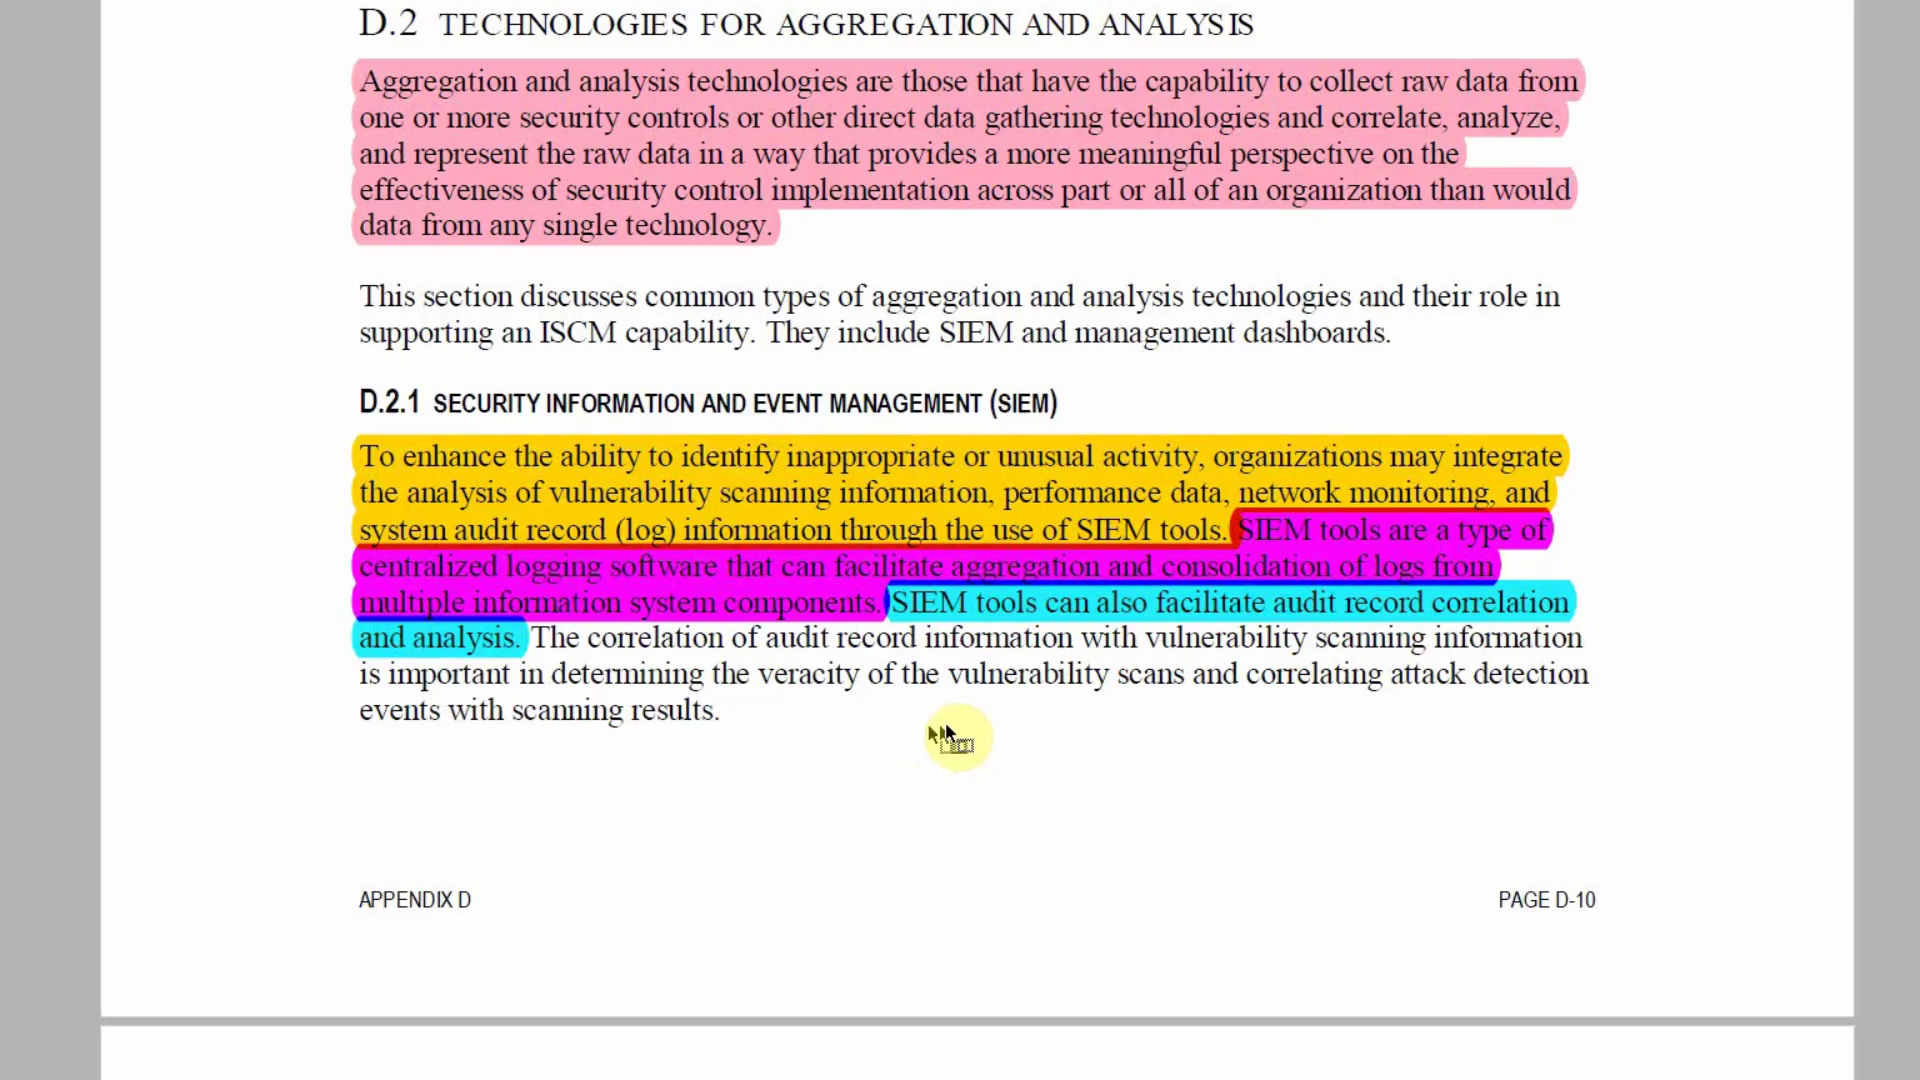 D.2 TECHNOLOGIES FOR AGGREGATION AND ANALYSIS
Aggregation and analysis technologies are those that have the capability to collect raw data from
one or more security controls or other direct data gathering technologies and correlate, analyze,
and represent the raw data in a way that provides a more meaningful perspective on the
effectiveness of security control implementation across part or all of an organization than would
data from any single technology.
This section discusses common types of aggregation and analysis technologies and their role in
supporting an ISCM capability. They include SIEM and management dashboards.
D.2.1 SECURITY INFORMATION AND EVENT MANAGEMENT (SIEM)
To enhance the ability to identify inappropriate or unusual activity, organizations may integrate
the analysis of vulnerability scanning information, performance data, network monitoring, and
system audit record (log) information through the use of SIEM tools. SIEM tools are a type of
centralized logging software that can facilitate aggregation and consolidation of logs from
multiple information system components. SIEM tools can also facilitate audit record correlation
and analysis. The correlation of audit record information with vulnerability scanning information
is important in determining the veracity of the vulnerability scans and correlating attack detection
events with scanning results.
APPENDIX D PAGE D-10